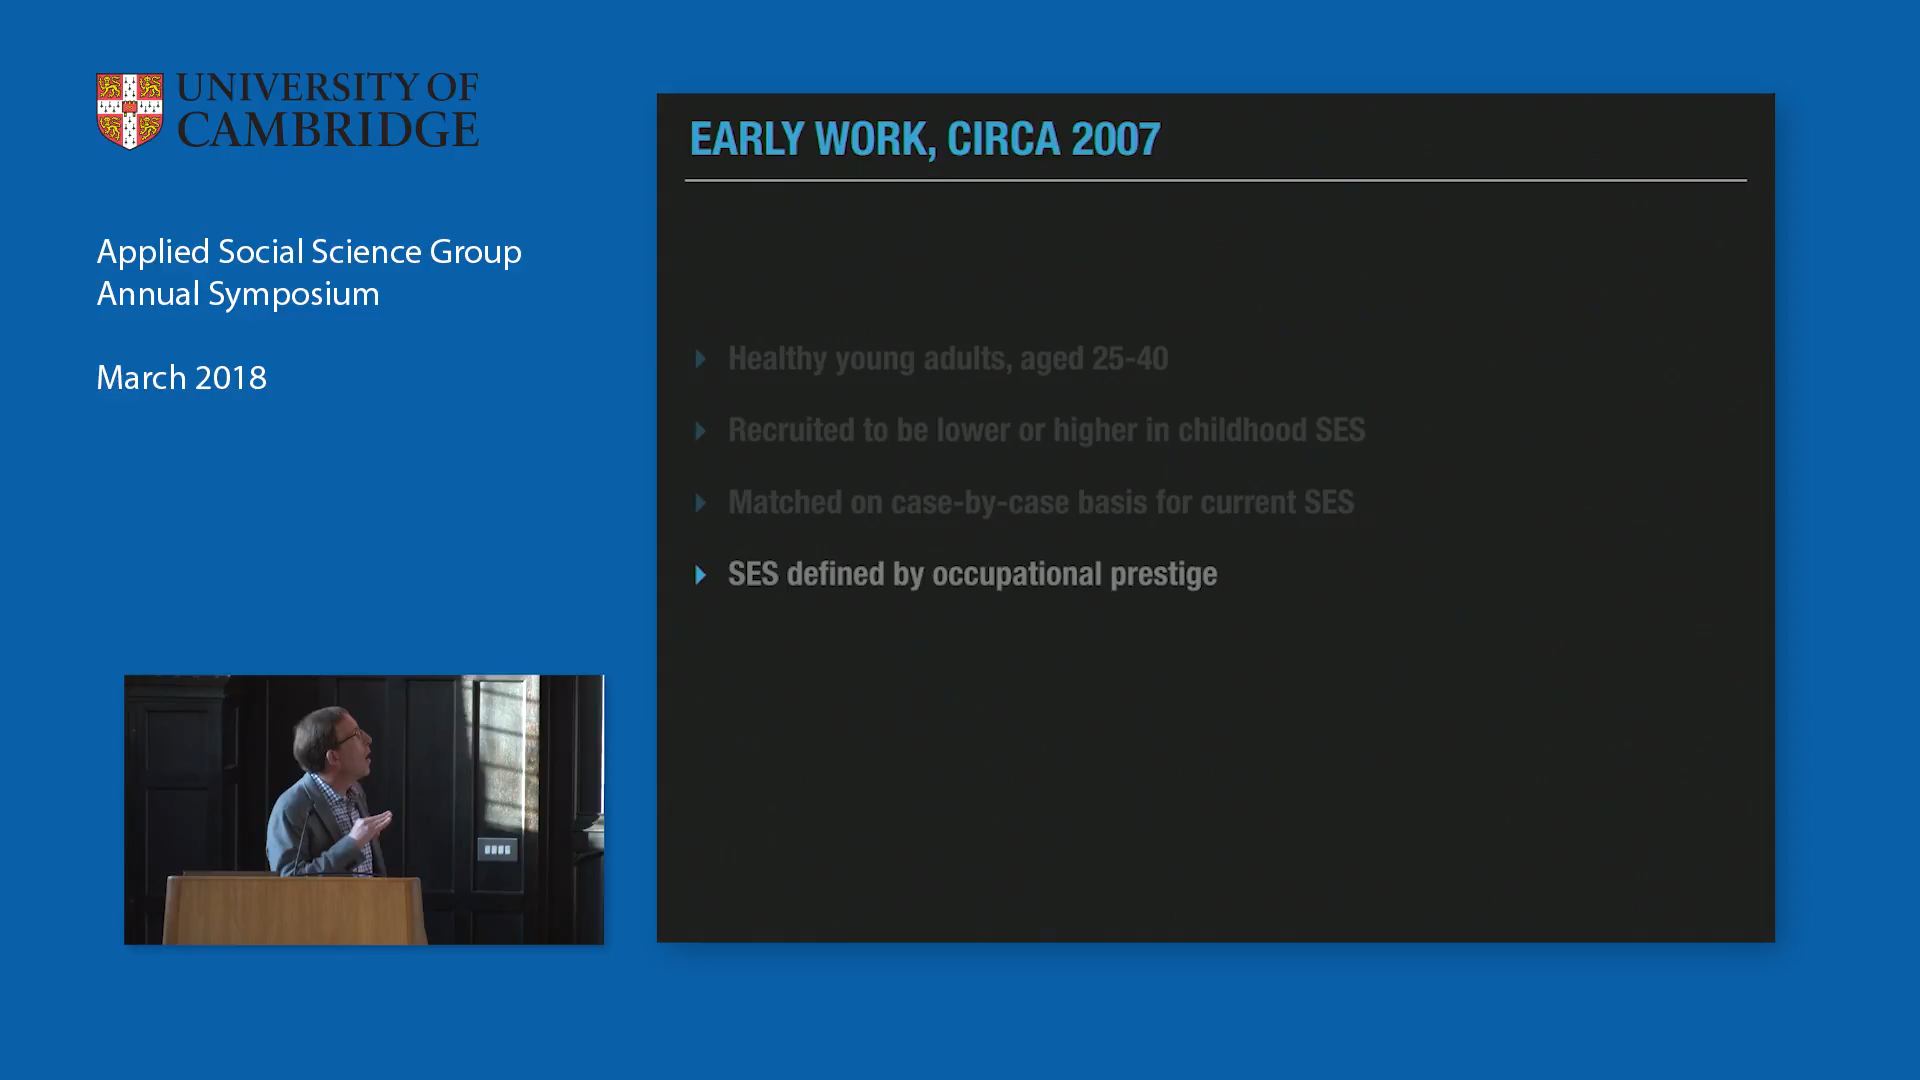 UNIVERSITY OF
CAMBRIDGE
Applied Social Science Group
Annual Symposium
March 2018
EARLY WORK, CIRCA 2007
Healthy young adults, aged 25-40
Recruited to be lower or higher in childhood SES
Matched on case-by-case basis for current SES
SES defined by occupational prestige